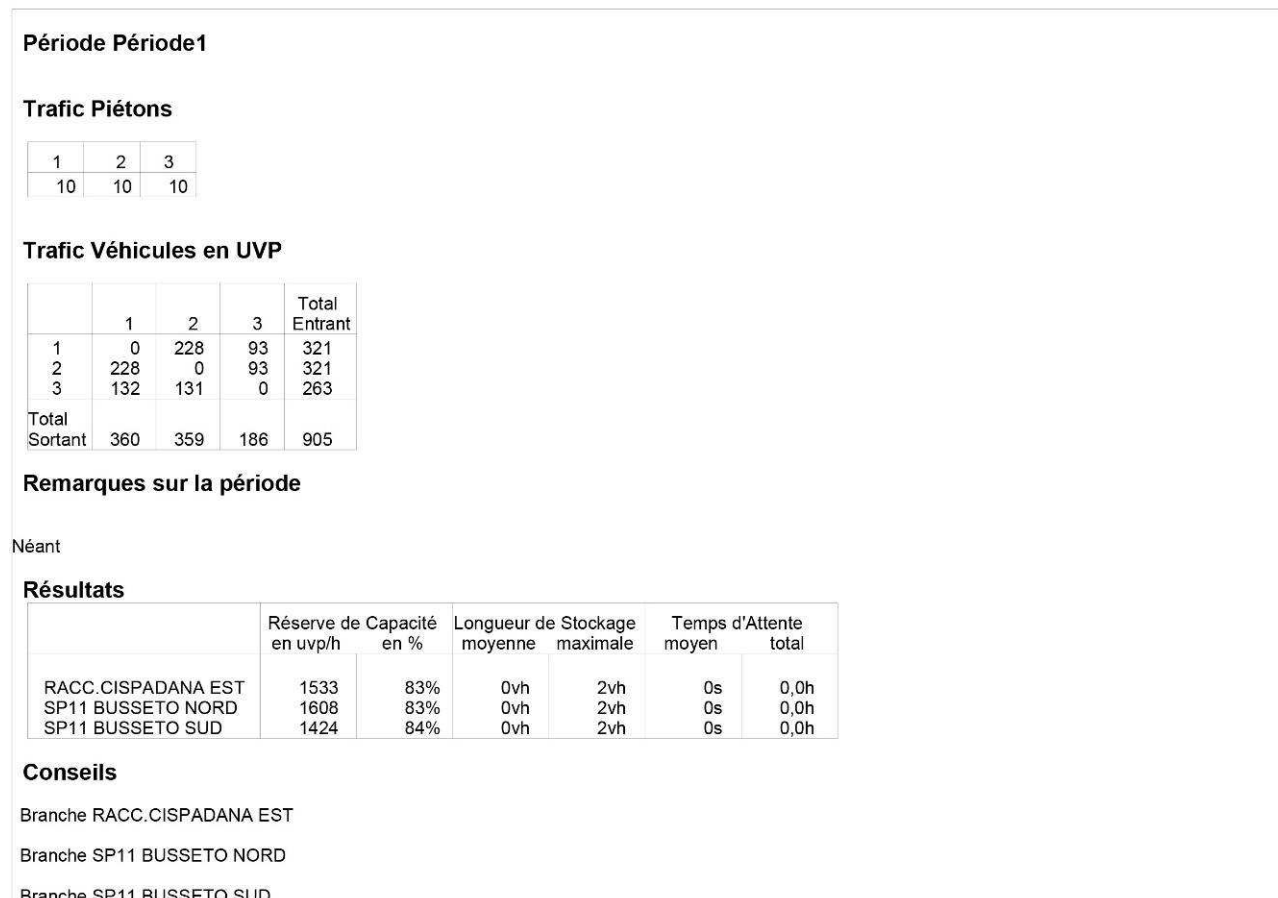 Période Période1
Trafic Piétons
1 2 3
10 10 10
Trafic Véhicules en UVP
Total
1 2 3 Entrant
1 0 228 93 321
2 228 0 93 321
3 132 131 0 263
Total
Sortant 360 359 186 905
Remarques sur la période
Néant
Résultats
Réserve de Capacité Longueur de Stockage Temps d'Attente
en uvp/h en % moyenne maximale moyen total
RACC.CISPADANA EST 1533 83% 0vh 2vh 0s 0,0h
SP11 BUSSETO NORD 1608 83% 0vh 2vh 0s 0,0h
SP11 BUSSETO SUD 1424 84% 0vh 2vh 0s 0,0h
Conseils
Branche RACC.CISPADANA EST
Branche SP11 BUSSETO NORD
Branche SP11 BUSSETO SUD